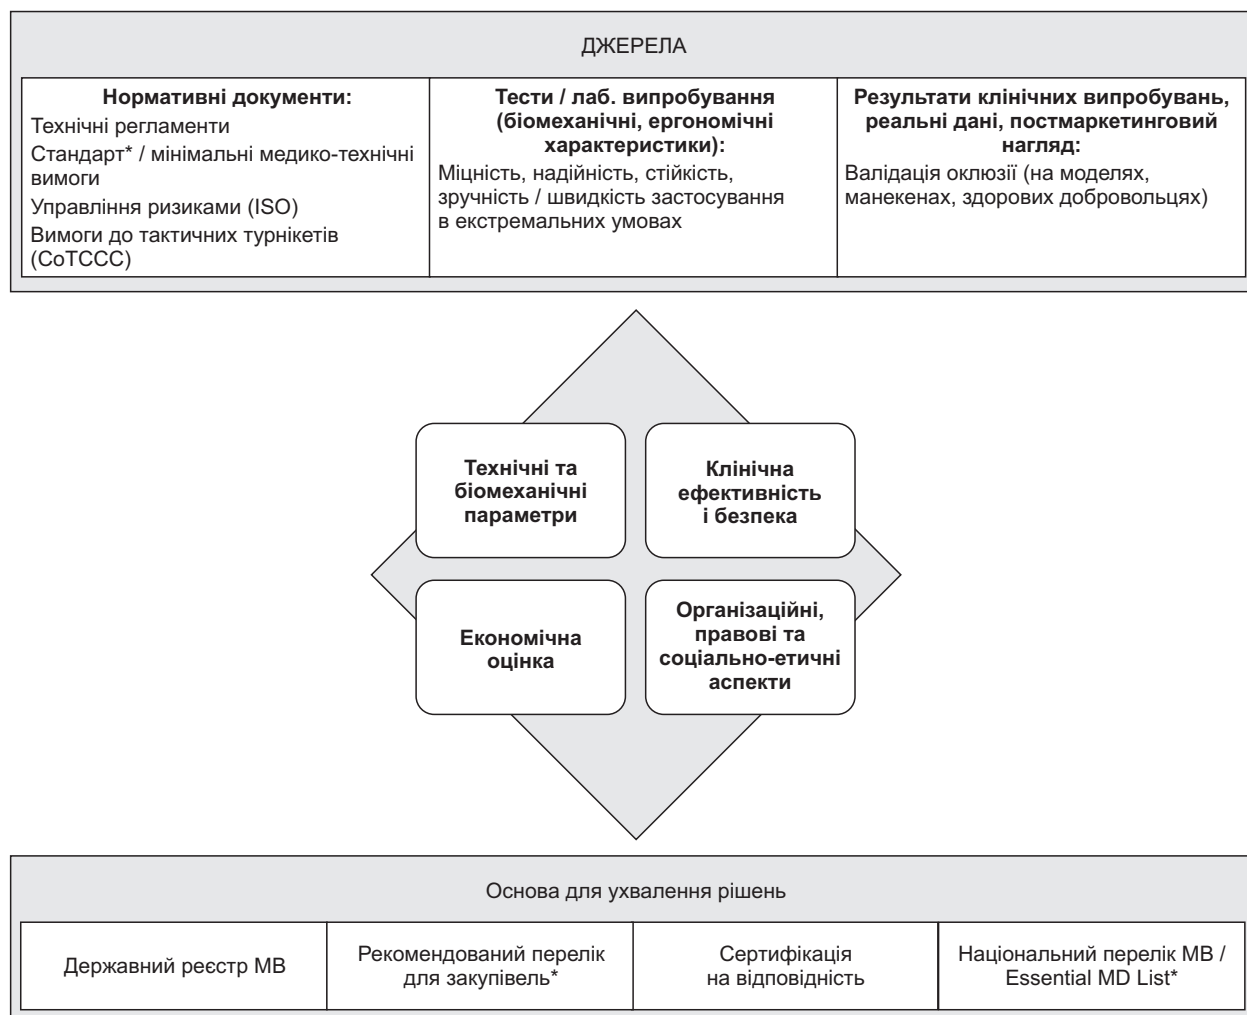 ДЖЕРЕЛА
Нормативні документи:
Технічні регламенти
Стандарт* / мінімальні медико-технічні
вимоги
Управління ризиками (ISO)
Вимоги до тактичних турнікетів
(CoTCCC)
Тести / лаб. випробування
(біомеханічні, ергономічні
характеристики):
Міцність, надійність, стійкість,
зручність / швидкість застосування
в екстремальних умовах
Результати клінічних випробувань,
реальні дані, постмаркетинговий
нагляд:
Валідація оклюзії (на моделях,
манекенах, здорових добровольцях)
Технічні та
біомеханічні
параметри
Клінічна
ефективність
і безпека
Економічна
оцінка
Організаційні,
правові та
соціально-етичні
аспекти
Основа для ухвалення рішень
Державний реєстр МВ
Рекомендований перелік
для закупівель*
Сертифікація
на відповідність
Національний перелік МВ /
Essential MD List*